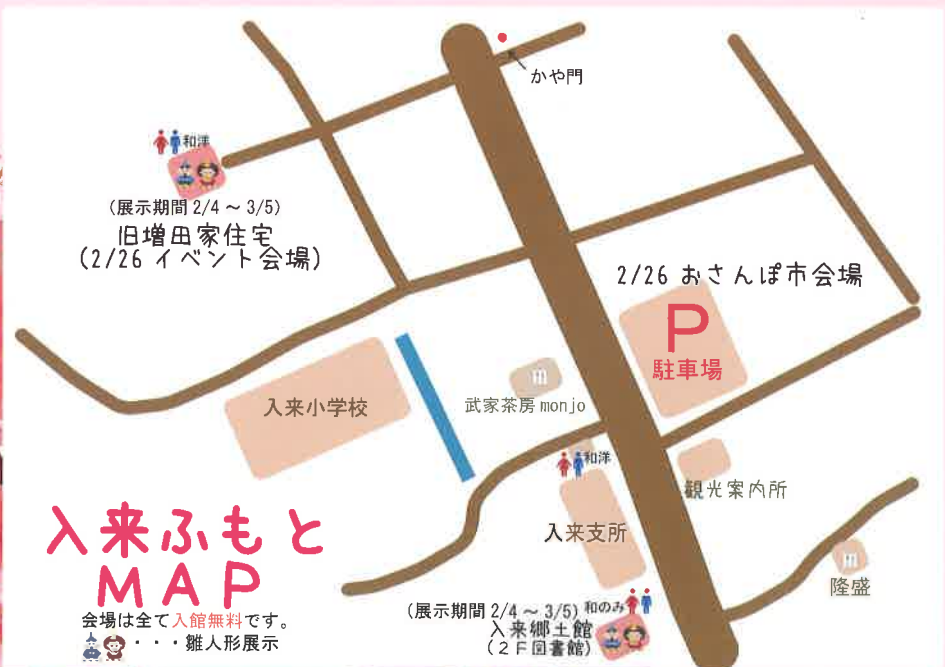 かや門
和洋
(展示期間 2/4 ~ 3/5)
旧増田家住宅
(2/26 イベント会場)
2/26 おさんぽ市会場
P
駐車場
入来小学校
武家茶房 monjo
和洋
観光案内所
入来支所
隆盛
入来ふもと
MAP
会場は全て入館無料です。
・・・雛人形展示
(展示期間 2/4 ~ 3/5) 和のみ
入来郷土館
(2F図書館)